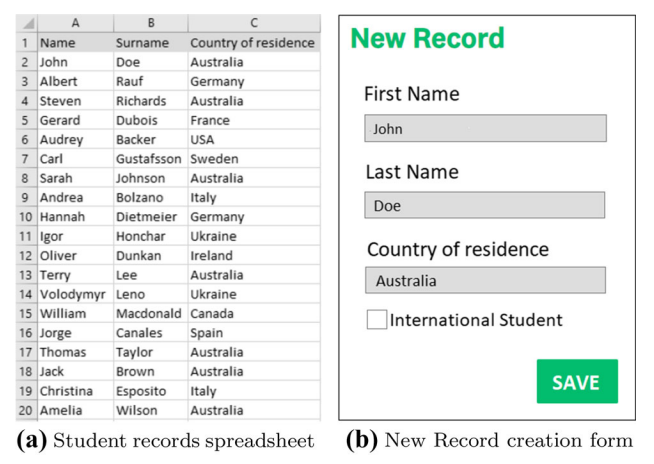 A B C
1 Name Surname Country of residence
2 John Doe Australia
3 Albert Rauf Germany
4 Steven Richards Australia
5 Gerard Dubois France
6 Audrey Backer USA
7 Carl Gustafsson Sweden
8 Sarah Johnson Australia
9 Andrea Bolzano Italy
10 Hannah Dietmeier Germany
11 Igor Honchar Ukraine
12 Oliver Dunkan Ireland
13 Terry Lee Australia
14 Volodymyr Leno Ukraine
15 William Macdonald Canada
16 Jorge Canales Spain
17 Thomas Taylor Australia
18 Jack Brown Australia
19 Christina Esposito Italy
20 Amelia Wilson Australia
(a) Student records spreadsheet
New Record
First Name
John
Last Name
Doe
Country of residence
Australia
International Student
SAVE
(b) New Record creation form